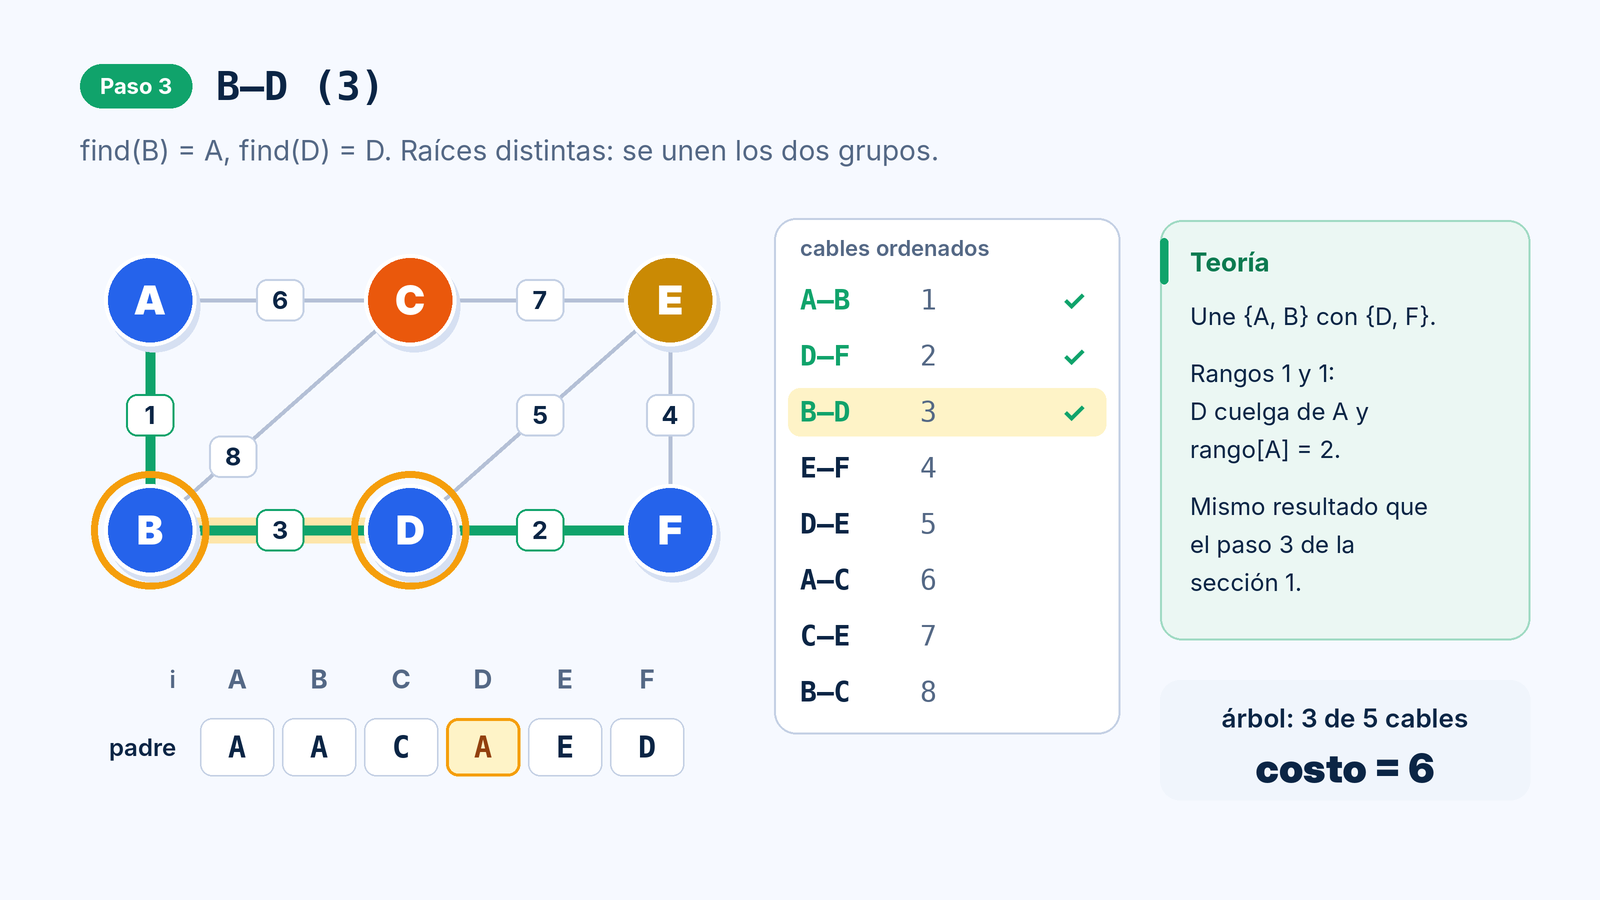 Paso 3
B–D (3)
find(B) = A, find(D) = D. Raíces distintas: se unen los dos grupos.
A
6
C
7
E
1
8
5
4
B
3
D
2
F
i A B C D E F
padre A A C A E D
cables ordenados
A–B 1 ✓
D–F 2 ✓
B–D 3 ✓
E–F 4
D–E 5
A–C 6
C–E 7
B–C 8
Teoría
Une {A, B} con {D, F}.
Rangos 1 y 1:
D cuelga de A y
rango[A] = 2.
Mismo resultado que
el paso 3 de la
sección 1.
árbol: 3 de 5 cables
costo = 6